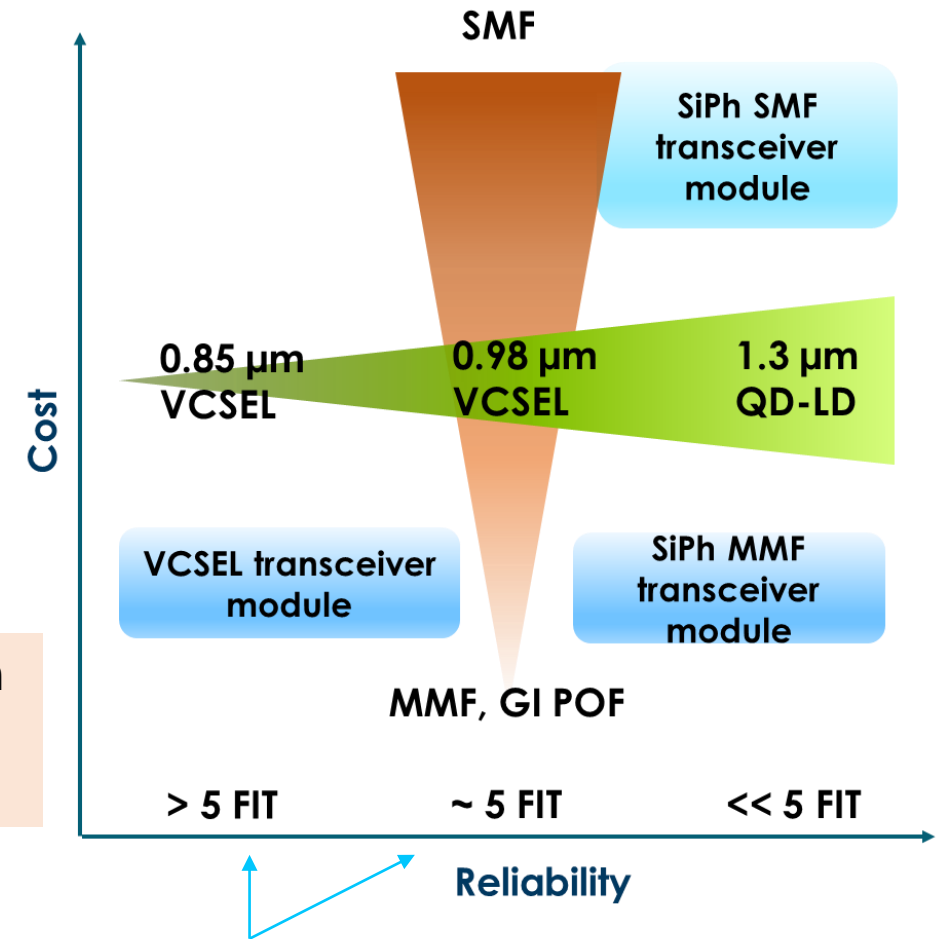 SMF
SiPh SMF
transceiver
module
0.85 µm
VCSEL
0.98 µm
VCSEL
1.3 µm
QD-LD
Cost
VCSEL transceiver
module
SiPh MMF
transceiver
module
MMF, GI POF
> 5 FIT
~ 5 FIT
<< 5 FIT
Reliability